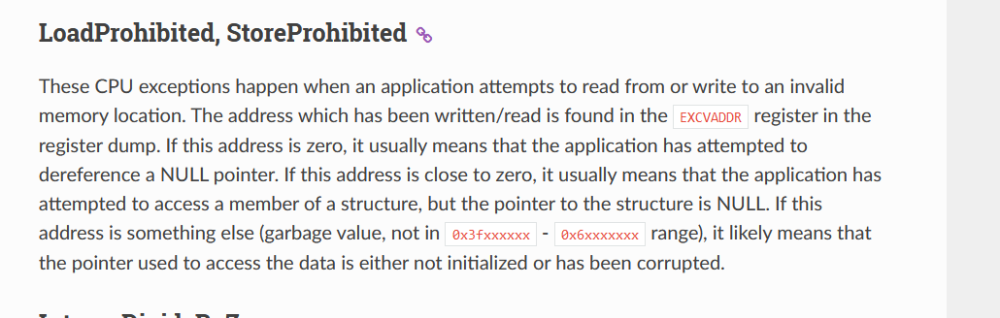 LoadProhibited, StoreProhibited
These CPU exceptions happen when an application attempts to read from or write to an invalid
memory location. The address which has been written/read is found in the EXCVADDR register in the
register dump. If this address is zero, it usually means that the application has attempted to
dereference a NULL pointer. If this address is close to zero, it usually means that the application has
attempted to access a member of a structure, but the pointer to the structure is NULL. If this
address is something else (garbage value, not in 0x3fxxxxxx - 0x6xxxxxxx range), it likely means that
the pointer used to access the data is either not initialized or has been corrupted.